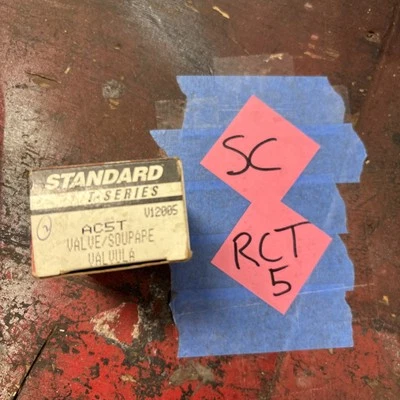 STANDARD
T-SERIES
V12005
AC5T
VALVE/SOUPAPE
VALVULA
SC
RCT
5